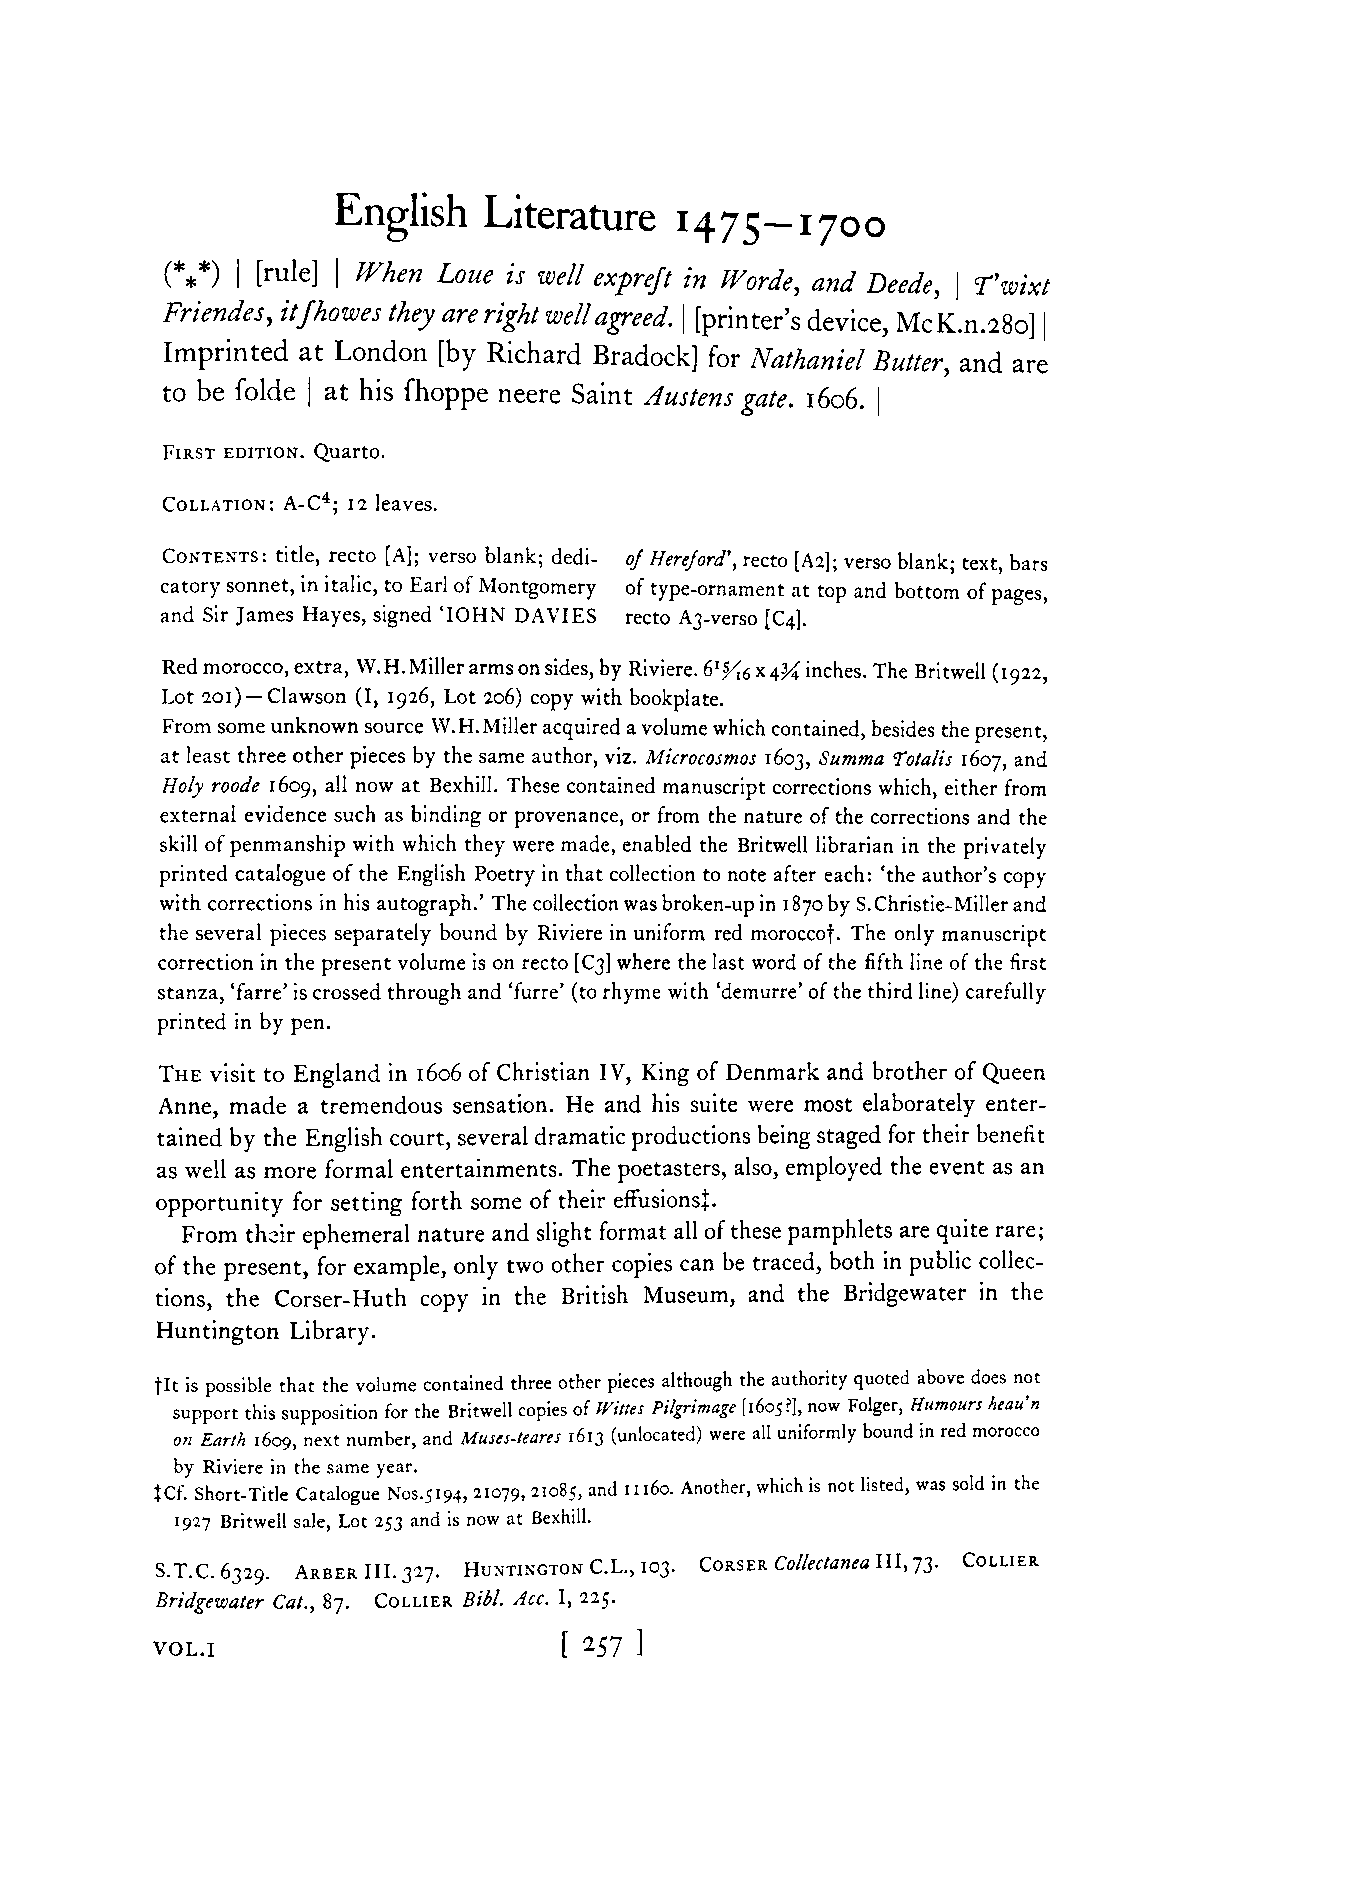 English Literature 1475–1700
(*⁎*) | [rule] | When Loue is well expreſt in Worde, and Deede, | T'wixt
Friendes, itſhowes they are right well agreed. | [printer's device, McK.n.280] |
Imprinted at London [by Richard Bradock] for Nathaniel Butter, and are
to be ſolde | at his ſhoppe neere Saint Austens gate. 1606. |
FIRST EDITION. Quarto.
COLLATION: A-C⁴; 12 leaves.
CONTENTS: title, recto [A]; verso blank; dedi-
catory sonnet, in italic, to Earl of Montgomery
and Sir James Hayes, signed 'IOHN DAVIES
of Hereford', recto [A2]; verso blank; text, bars
of type-ornament at top and bottom of pages,
recto A3-verso [C4].
Red morocco, extra, W.H.Miller arms on sides, by Riviere. 6 15/16 x 4¾ inches. The Britwell (1922,
Lot 201)—Clawson (I, 1926, Lot 206) copy with bookplate.
From some unknown source W.H.Miller acquired a volume which contained, besides the present,
at least three other pieces by the same author, viz. Microcosmos 1603, Summa Totalis 1607, and
Holy roode 1609, all now at Bexhill. These contained manuscript corrections which, either from
external evidence such as binding or provenance, or from the nature of the corrections and the
skill of penmanship with which they were made, enabled the Britwell librarian in the privately
printed catalogue of the English Poetry in that collection to note after each: 'the author's copy
with corrections in his autograph.' The collection was broken-up in 1870 by S.Christie-Miller and
the several pieces separately bound by Riviere in uniform red morocco†. The only manuscript
correction in the present volume is on recto [C3] where the last word of the fifth line of the first
stanza, 'farre' is crossed through and 'furre' (to rhyme with 'demurre' of the third line) carefully
printed in by pen.
THE visit to England in 1606 of Christian IV, King of Denmark and brother of Queen
Anne, made a tremendous sensation. He and his suite were most elaborately enter-
tained by the English court, several dramatic productions being staged for their benefit
as well as more formal entertainments. The poetasters, also, employed the event as an
opportunity for setting forth some of their effusions‡.
From their ephemeral nature and slight format all of these pamphlets are quite rare;
of the present, for example, only two other copies can be traced, both in public collec-
tions, the Corser-Huth copy in the British Museum, and the Bridgewater in the
Huntington Library.
†It is possible that the volume contained three other pieces although the authority quoted above does not
support this supposition for the Britwell copies of Wittes Pilgrimage [1605?], now Folger, Humours heau'n
on Earth 1609, next number, and Muses-teares 1613 (unlocated) were all uniformly bound in red morocco
by Riviere in the same year.
‡Cf. Short-Title Catalogue Nos.5194, 21079, 21085, and 11160. Another, which is not listed, was sold in the
1927 Britwell sale, Lot 253 and is now at Bexhill.
S.T.C. 6329. ARBER III. 327. HUNTINGTON C.L., 103. CORSER Collectanea III, 73. COLLIER
Bridgewater Cat., 87. COLLIER Bibl. Acc. I, 225.
VOL.I [ 257 ]